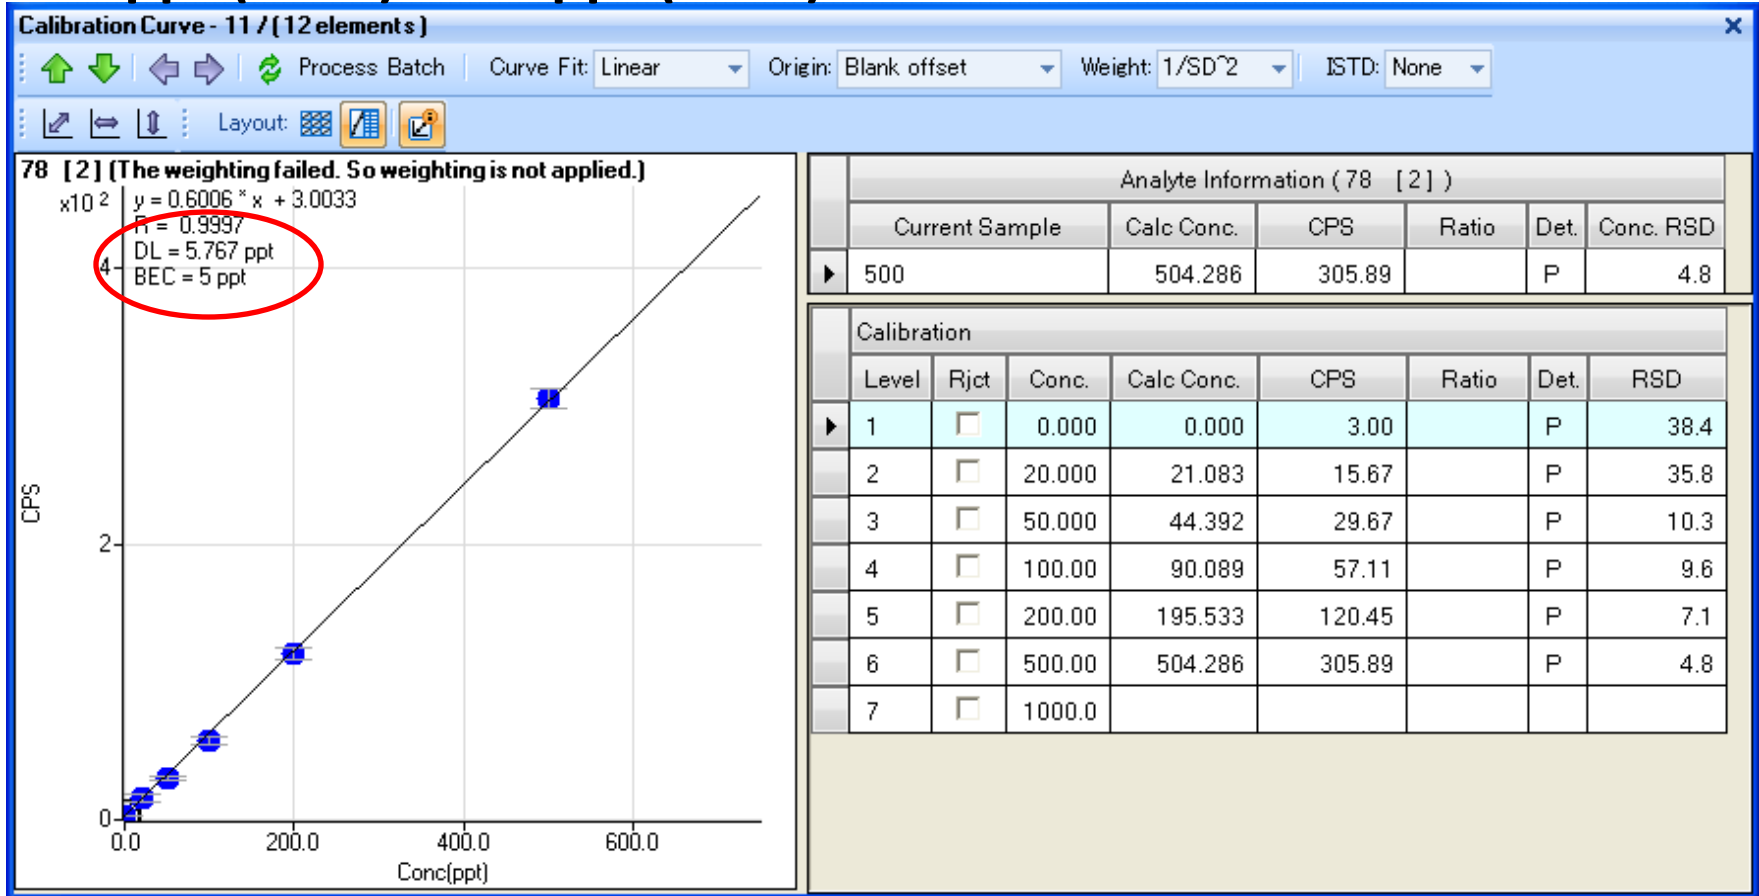 Calibration Curve - 11 / ( 12 elements )
Process Batch Curve Fit: Linear Origin: Blank offset Weight: 1/SD^2 ISTD: None
Layout:
78 [ 2 ] (The weighting failed. So weighting is not applied.)
x10 2
y = 0.6006 * x + 3.0033
R = 0.9997
DL = 5.767 ppt
BEC = 5 ppt
4
2
0
CPS
0.0 200.0 400.0 600.0
Conc(ppt)
Analyte Information ( 78 [ 2 ] )
Current Sample Calc Conc. CPS Ratio Det. Conc. RSD
500 504.286 305.89 P 4.8
Calibration
Level Rjct Conc. Calc Conc. CPS Ratio Det. RSD
1 0.000 0.000 3.00 P 38.4
2 20.000 21.083 15.67 P 35.8
3 50.000 44.392 29.67 P 10.3
4 100.00 90.089 57.11 P 9.6
5 200.00 195.533 120.45 P 7.1
6 500.00 504.286 305.89 P 4.8
7 1000.0